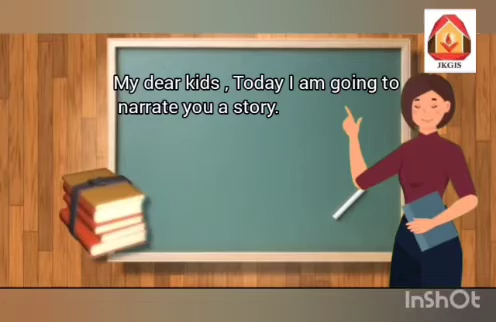 JKGIS
My dear kids , Today I am going to
narrate you a story.
InShOt